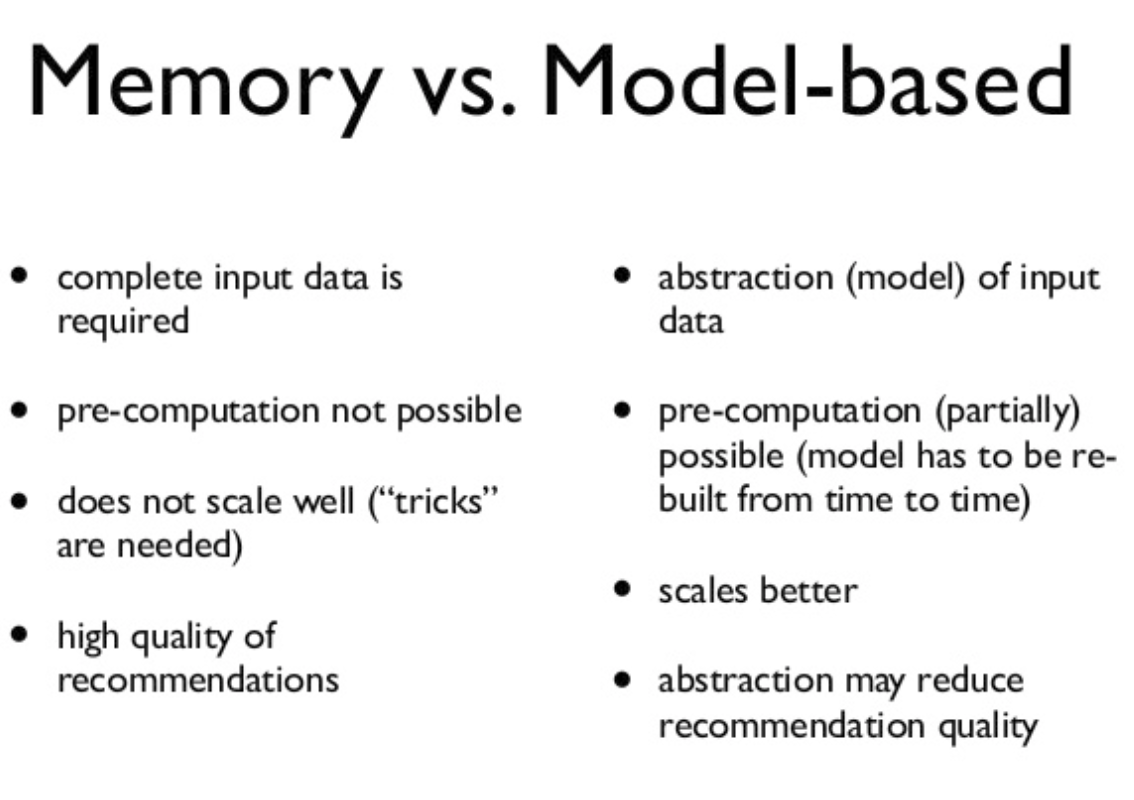 Memory vs. Model-based
• complete input data is
required
• pre-computation not possible
• does not scale well (“tricks”
are needed)
• high quality of
recommendations
• abstraction (model) of input
data
• pre-computation (partially)
possible (model has to be re-
built from time to time)
• scales better
• abstraction may reduce
recommendation quality